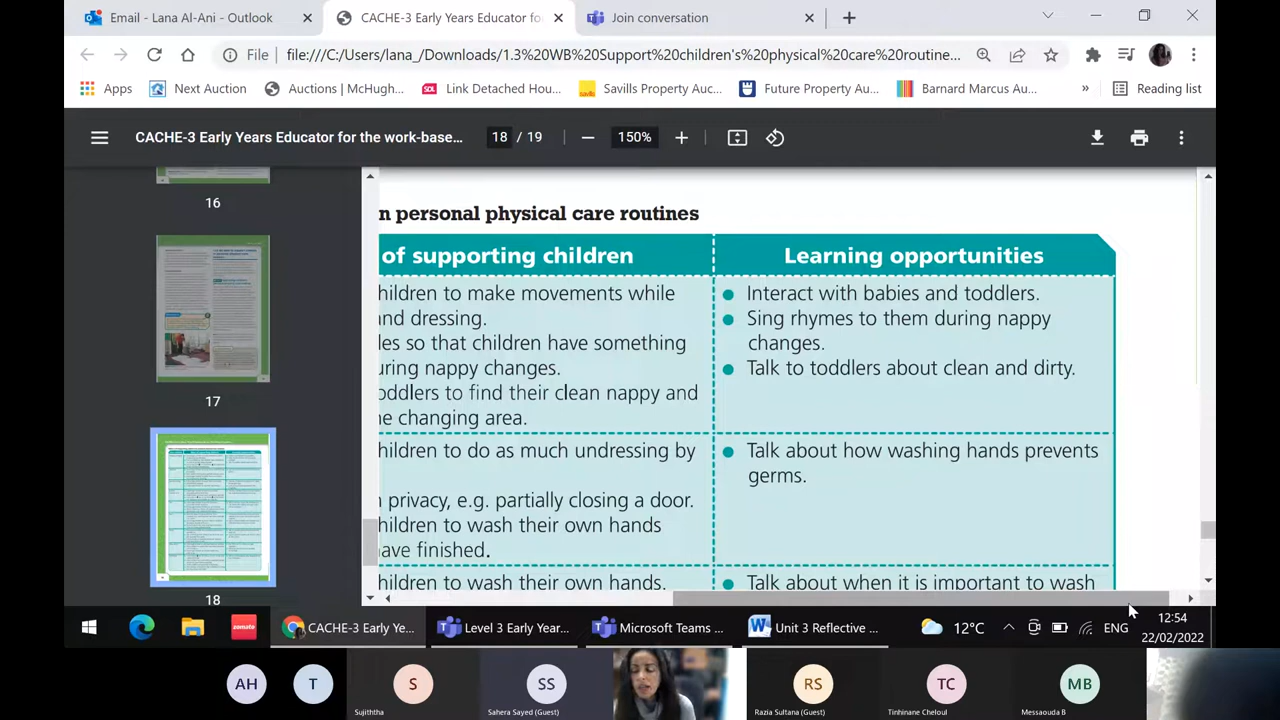 Email - Lana Al-Ani - Outlook
CACHE-3 Early Years Educator fo
Join conversation
File
file:///C:/Users/lana_/Downloads/1.3%20WB%20Support%20children's%20physical%20care%20routine...
Apps
Next Auction
Auctions | McHugh...
SDL
Link Detached Hou...
savills
Savills Property Auc...
Future Property Au...
Barnard Marcus Au...
»
Reading list
CACHE-3 Early Years Educator for the work-base...
18 / 19
150%
16
17
18
n personal physical care routines
of supporting children
Learning opportunities
hildren to make movements while
nd dressing.
les so that children have something
uring nappy changes.
oddlers to find their clean nappy and
e changing area.
Interact with babies and toddlers.
Sing rhymes to them during nappy
changes.
Talk to toddlers about clean and dirty.
hildren to do as much undressing by
privacy, e.g. partially closing a door.
hildren to wash their own hands
ave finished.
Talk about how washing hands prevents
germs.
hildren to wash their own hands.
Talk about when it is important to wash
zomato
CACHE-3 Early Ye...
Level 3 Early Year...
Microsoft Teams ...
Unit 3 Reflective ...
12°C
ENG
12:54
22/02/2022
AH
T
S
SS
RS
TC
MB
Sujiththa
Sahera Sayed (Guest)
Razia Sultana (Guest)
Tinhinane Cheloul
Messaouda B